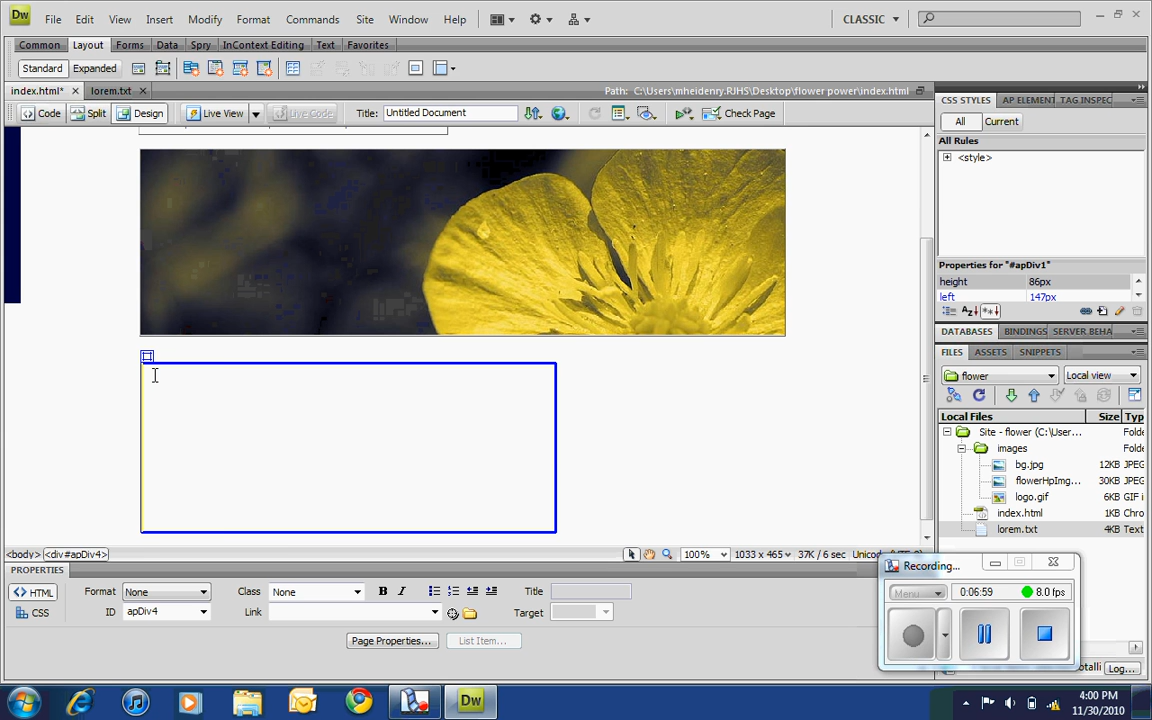 Dw File Edit View Insert Modify Format Commands Site Window Help CLASSIC
Common Layout Forms Data Spry InContext Editing Text Favorites
Standard Expanded
index.html* lorem.txt Path: C:\Users\mheidenry.RJHS\Desktop\flower power\index.html
Code Split Design Live View Live Code Title: Untitled Document Check Page
CSS STYLES AP ELEMENT TAG INSPEC
All Current
All Rules
<style>
Properties for "#apDiv1"
height 86px
left 147px
DATABASES BINDINGS SERVER BEHA
FILES ASSETS SNIPPETS
flower Local view
Local Files Size Typ
Site - flower (C:\User... Folde
images Folde
bg.jpg 12KB JPEG
flowerHpImg... 30KB JPEG
logo.gif 6KB GIF i
index.html Chro
lorem.txt 4KB Text
<body> <div#apDiv4> 100% 1033 x 465 37K / 6 sec
PROPERTIES
HTML Format None Class None B I Title
CSS ID apDiv4 Link Target
Page Properties... List Item...
Recording...
Menu 0:06:59 8.0 fps
Log...
Dw
4:00 PM
11/30/2010